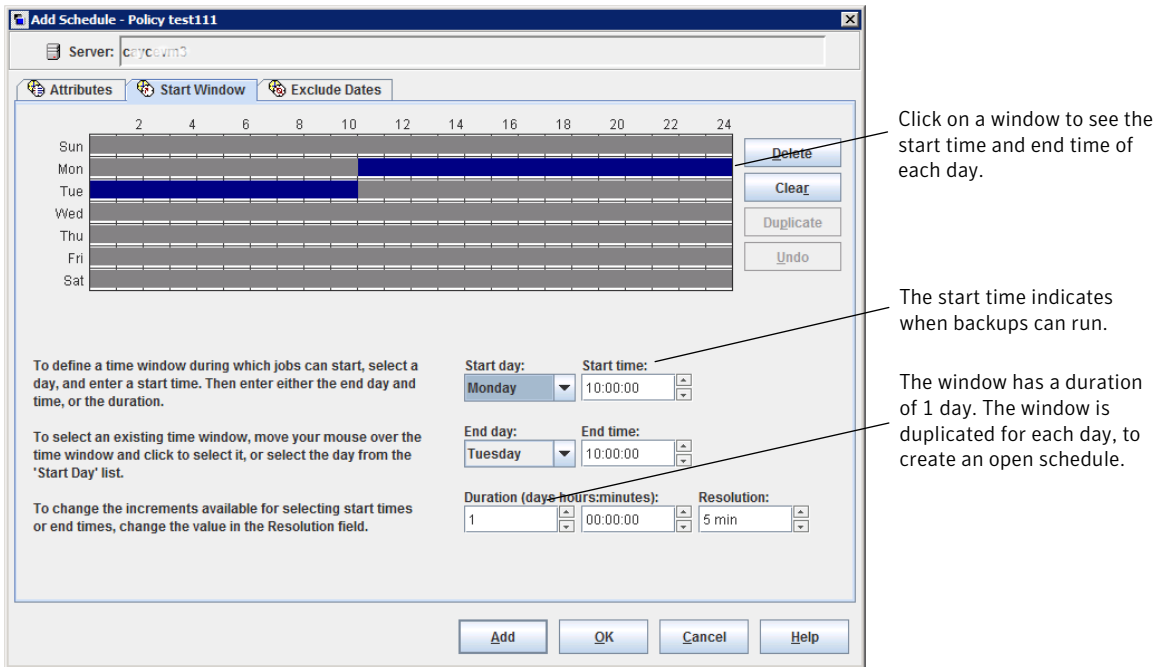 Add Schedule - Policy test111
Server:
Attributes
Start Window
Exclude Dates
2 4 6 8 10 12 14 16 18 20 22 24
Sun
Mon
Tue
Wed
Thu
Fri
Sat
Delete
Clear
Duplicate
Undo
Click on a window to see the
start time and end time of
each day.
The start time indicates
when backups can run.
The window has a duration
of 1 day. The window is
duplicated for each day, to
create an open schedule.
To define a time window during which jobs can start, select a
day, and enter a start time. Then enter either the end day and
time, or the duration.
To select an existing time window, move your mouse over the
time window and click to select it, or select the day from the
'Start Day' list.
To change the increments available for selecting start times
or end times, change the value in the Resolution field.
Start day: Start time:
Monday 10:00:00
End day: End time:
Tuesday 10:00:00
Duration (days hours:minutes): Resolution:
1 00:00:00 5 min
Add OK Cancel Help